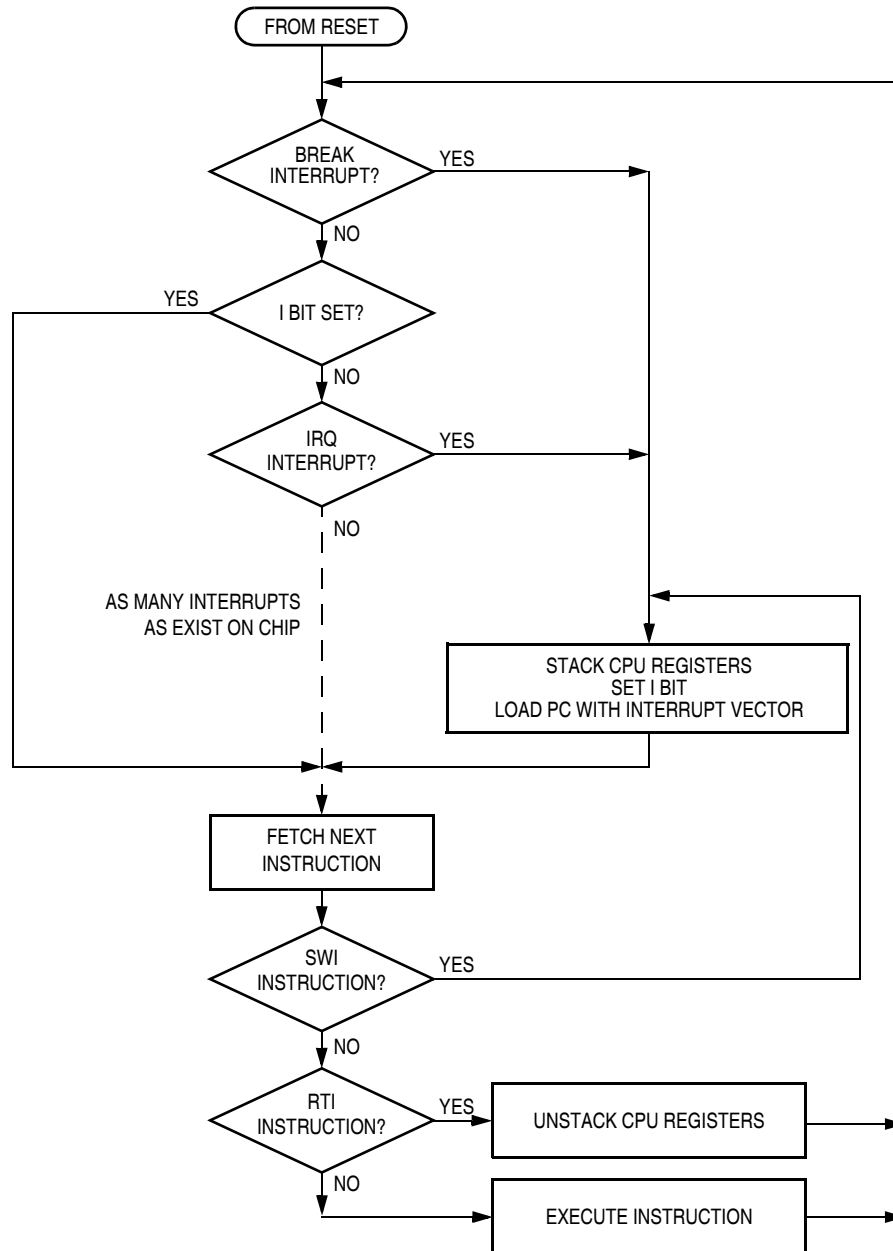 FROM RESET
BREAK
INTERRUPT?
YES
NO
YES
I BIT SET?
NO
IRQ
INTERRUPT?
YES
NO
AS MANY INTERRUPTS
AS EXIST ON CHIP
STACK CPU REGISTERS
SET I BIT
LOAD PC WITH INTERRUPT VECTOR
FETCH NEXT
INSTRUCTION
SWI
INSTRUCTION?
YES
NO
RTI
INSTRUCTION?
YES
UNSTACK CPU REGISTERS
NO
EXECUTE INSTRUCTION